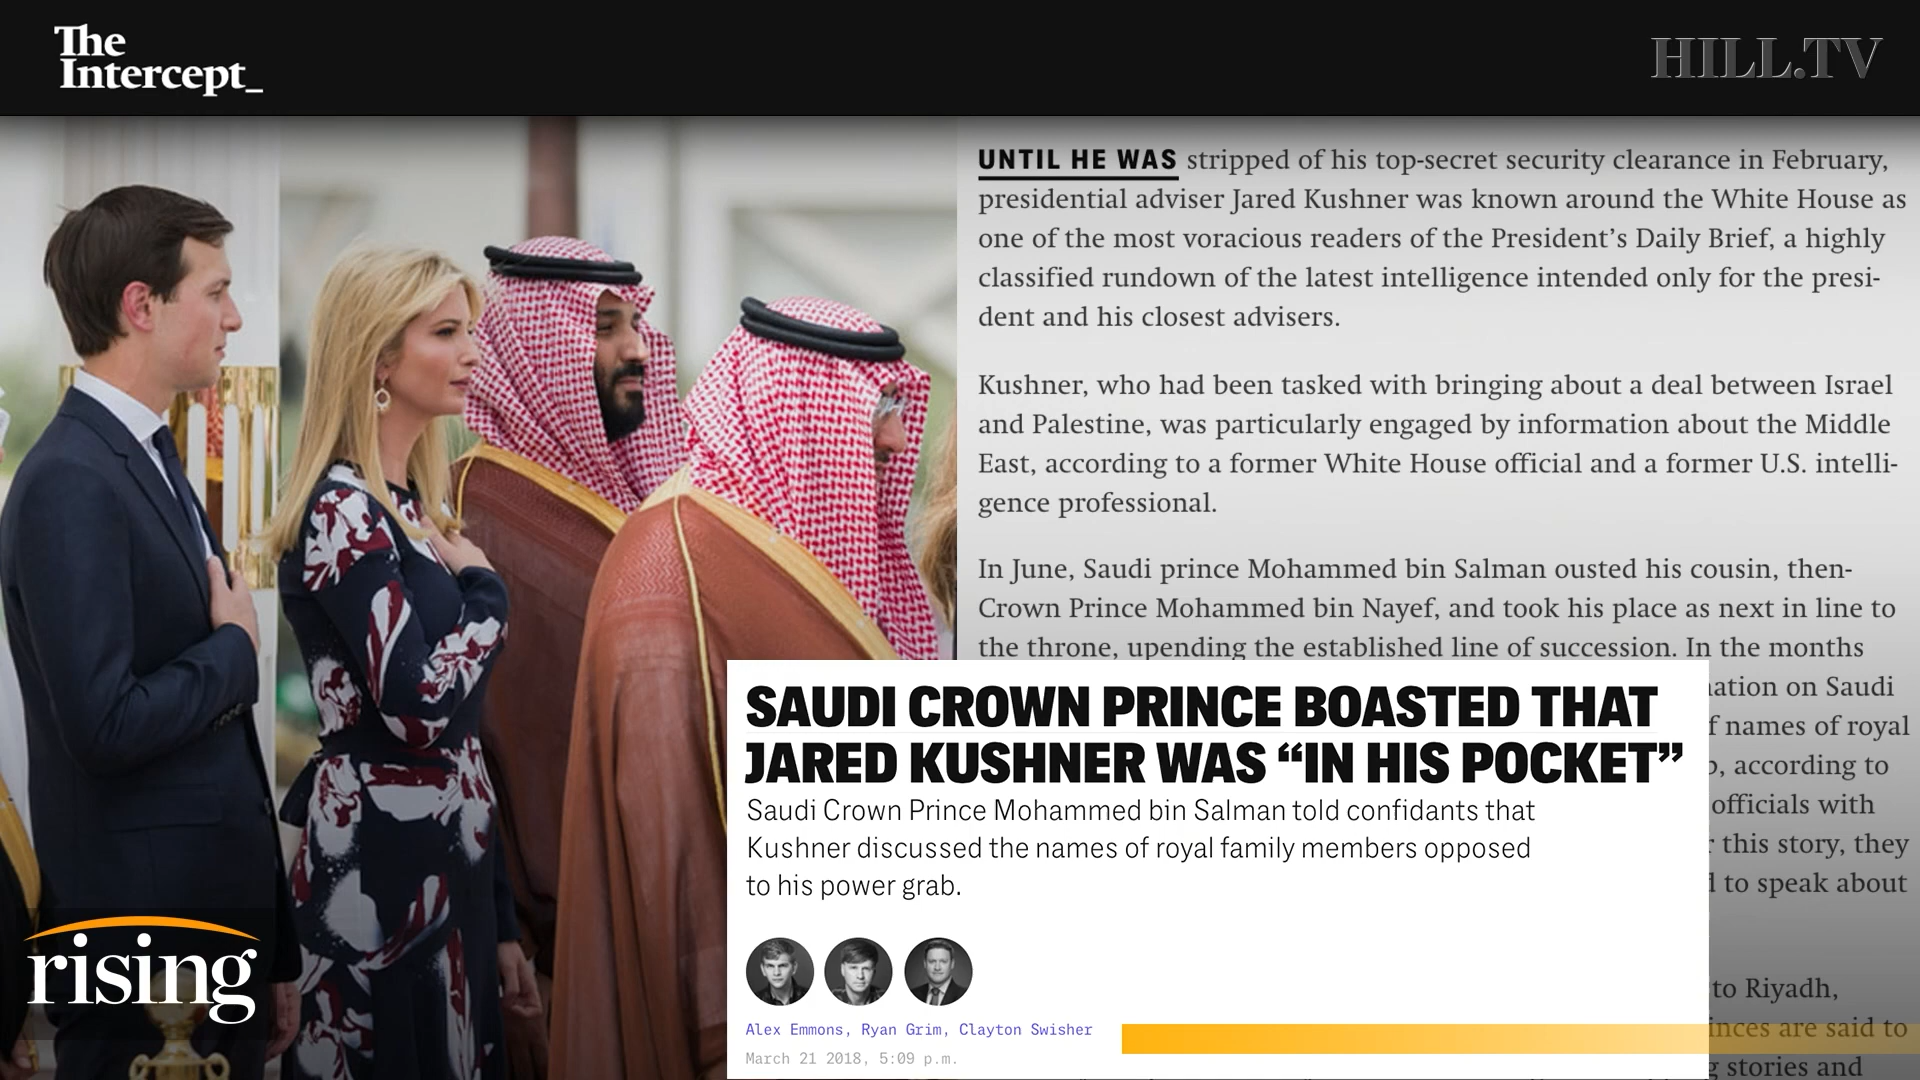 The
Intercept_
HILL.TV
UNTIL HE WAS stripped of his top-secret security clearance in February,
presidential adviser Jared Kushner was known around the White House as
one of the most voracious readers of the President’s Daily Brief, a highly
classified rundown of the latest intelligence intended only for the presi-
dent and his closest advisers.
Kushner, who had been tasked with bringing about a deal between Israel
and Palestine, was particularly engaged by information about the Middle
East, according to a former White House official and a former U.S. intelli-
gence professional.
In June, Saudi prince Mohammed bin Salman ousted his cousin, then-
Crown Prince Mohammed bin Nayef, and took his place as next in line to
the throne, upending the established line of succession. In the months
on Saudi
names of royal
according to
officials with
this story, they
to speak about
to Riyadh,
are said to
stories and
SAUDI CROWN PRINCE BOASTED THAT
JARED KUSHNER WAS “IN HIS POCKET”
Saudi Crown Prince Mohammed bin Salman told confidants that
Kushner discussed the names of royal family members opposed
to his power grab.
Alex Emmons, Ryan Grim, Clayton Swisher
March 21 2018, 5:09 p.m.
rising